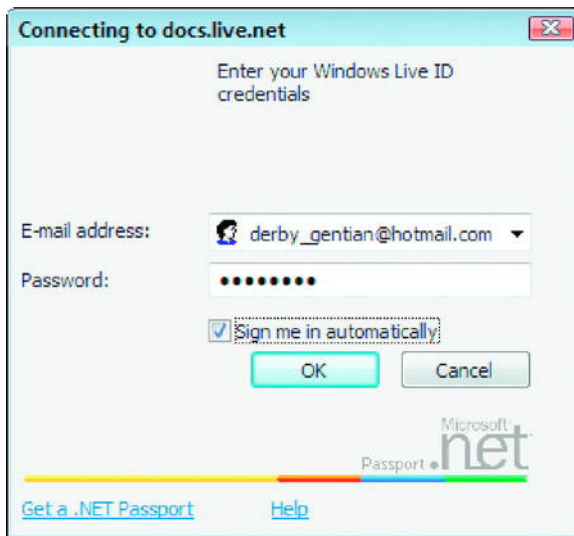 Connecting to docs.live.net
Enter your Windows Live ID
credentials
E-mail address:
derby_gentian@hotmail.com
Password:
••••••••
Sign me in automatically
OK
Cancel
Microsoft
Passport .net
Get a .NET Passport
Help